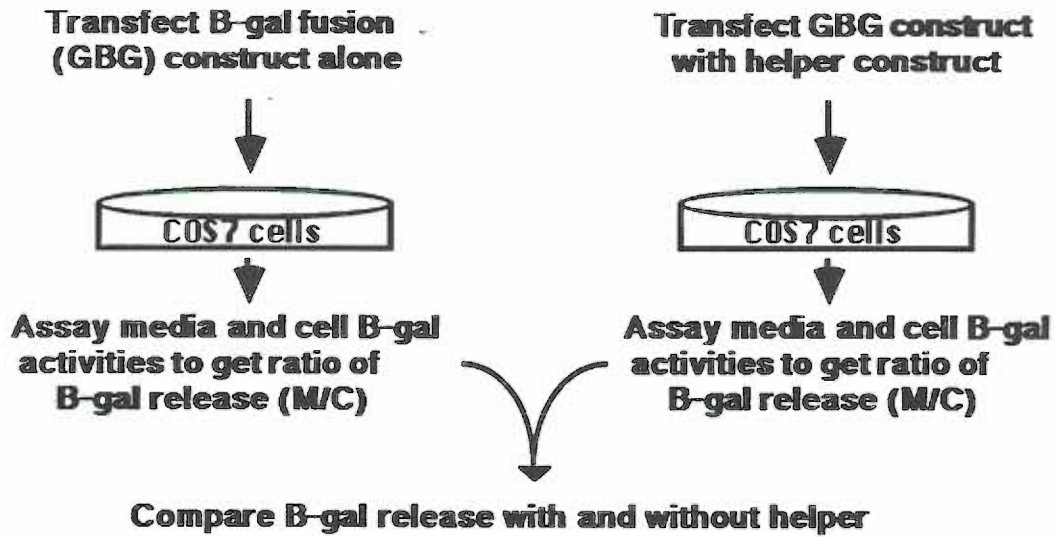 Transfect B-gal fusion
(GBG) construct alone
Transfect GBG construct
with helper construct
COS7 cells
COS7 cells
Assay media and cell B-gal
activities to get ratio of
B-gal release (M/C)
Assay media and cell B-gal
activities to get ratio of
B-gal release (M/C)
Compare B-gal release with and without helper